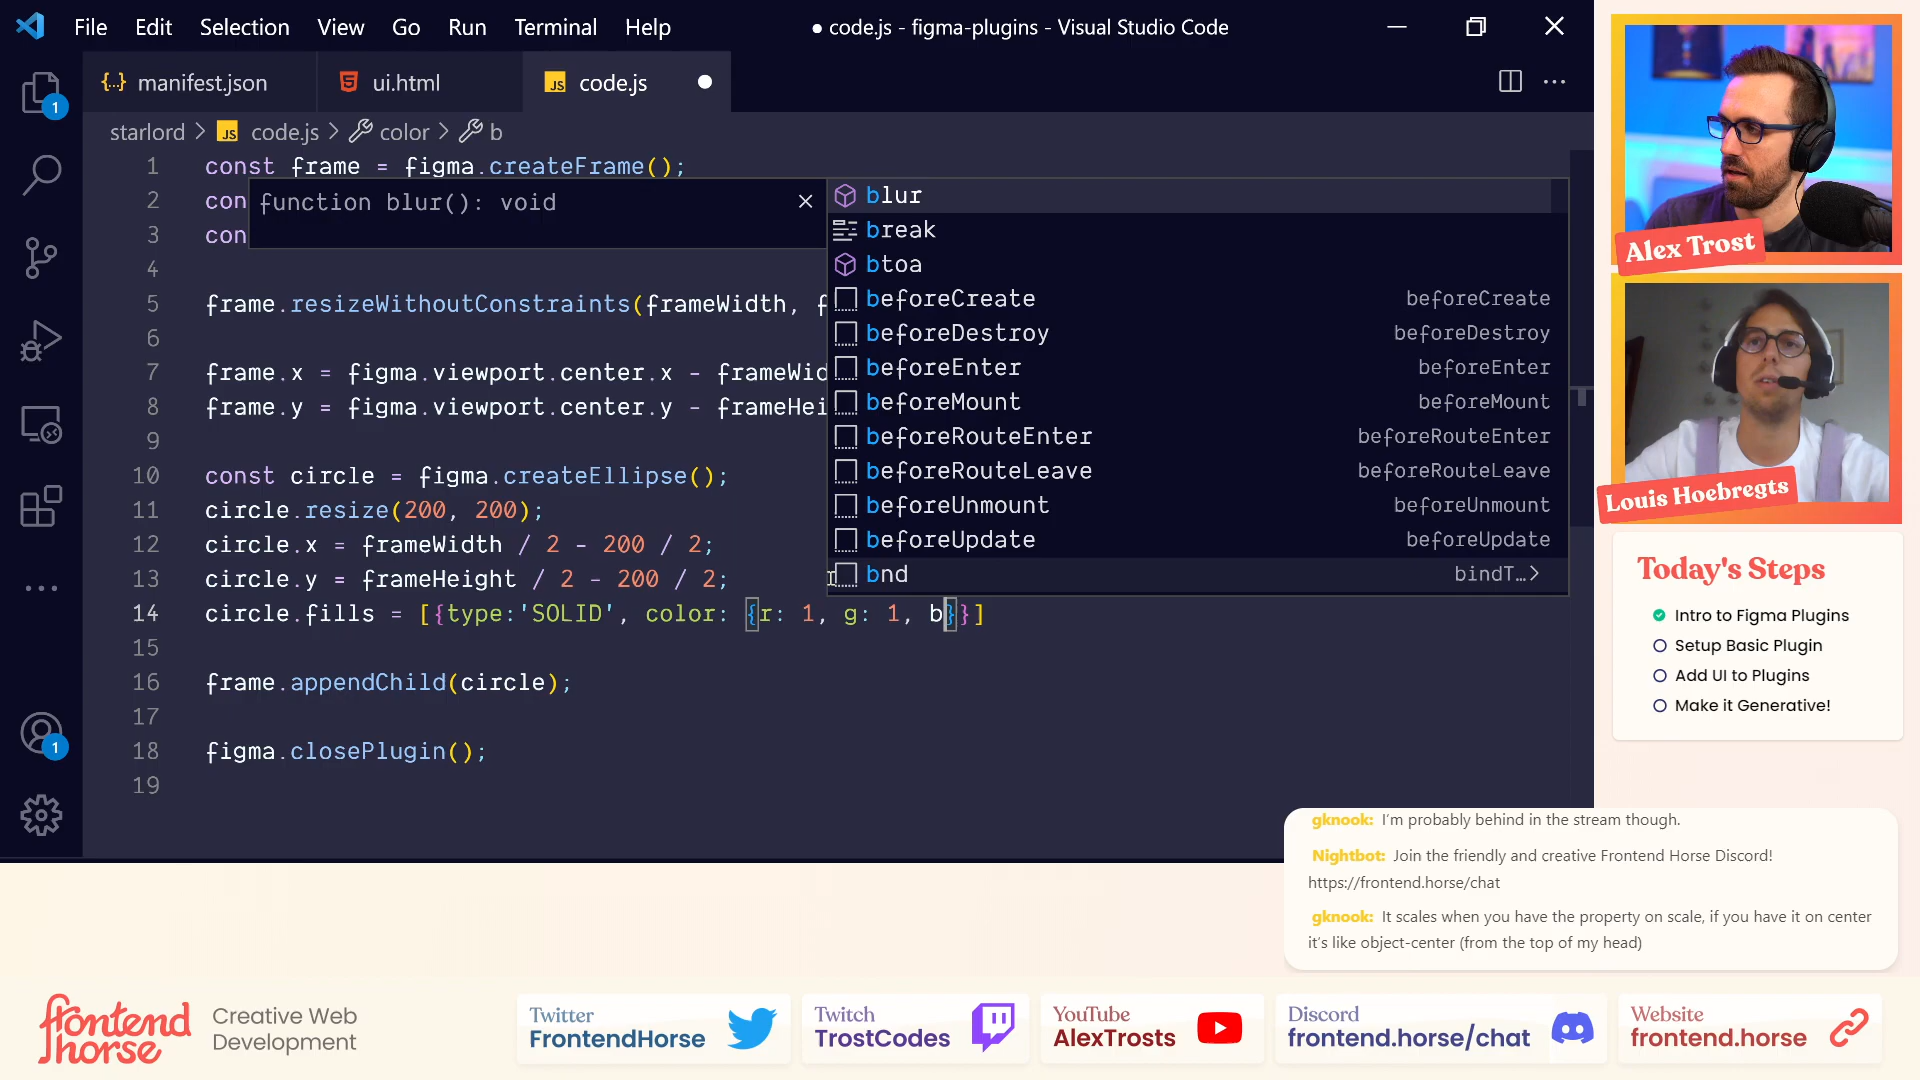 File Edit Selection View Go Run Terminal Help
● code.js - figma-plugins - Visual Studio Code
{..} manifest.json
ui.html
JS code.js
starlord > JS code.js > color > b
1 const frame = figma.createFrame();
2 con
3 con
function blur(): void
4
5 frame.resizeWithoutConstraints(frameWidth, f
6
7 frame.x = figma.viewport.center.x - frameWid
8 frame.y = figma.viewport.center.y - frameHei
9
10 const circle = figma.createEllipse();
11 circle.resize(200, 200);
12 circle.x = frameWidth / 2 - 200 / 2;
13 circle.y = frameHeight / 2 - 200 / 2;
14 circle.fills = [{type:'SOLID', color: {r: 1, g: 1, b}}]
15
16 frame.appendChild(circle);
17
18 figma.closePlugin();
19
blur
break
btoa
beforeCreate beforeCreate
beforeDestroy beforeDestroy
beforeEnter beforeEnter
beforeMount beforeMount
beforeRouteEnter beforeRouteEnter
beforeRouteLeave beforeRouteLeave
beforeUnmount beforeUnmount
beforeUpdate beforeUpdate
bnd bindT…>
1
1
Alex Trost
Louis Hoebregts
Today's Steps
Intro to Figma Plugins
Setup Basic Plugin
Add UI to Plugins
Make it Generative!
gknook: I'm probably behind in the stream though.
Nightbot: Join the friendly and creative Frontend Horse Discord!
https://frontend.horse/chat
gknook: It scales when you have the property on scale, if you have it on center
it's like object-center (from the top of my head)
frontend
horse
Creative Web
Development
Twitter
FrontendHorse
Twitch
TrostCodes
YouTube
AlexTrosts
Discord
frontend.horse/chat
Website
frontend.horse